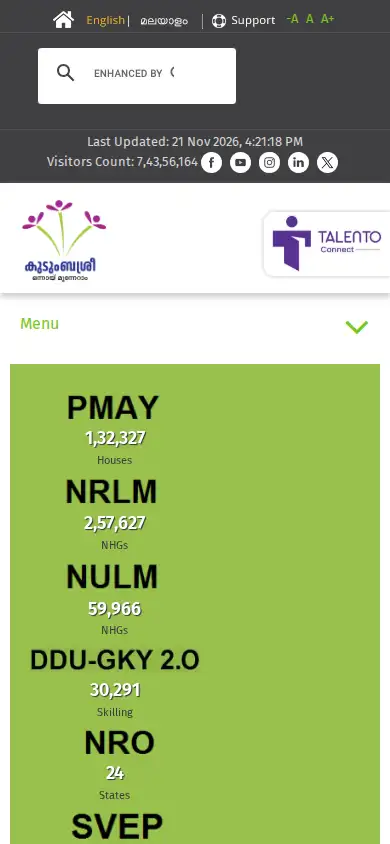 English| മലയാളം | Support -A A A+
ENHANCED BY
Last Updated: 21 Nov 2026, 4:21:18 PM
Visitors Count: 7,43,56,164
കുടുംബശ്രീ
ഒന്നായ് മുന്നേറാം
TALENTO
Connect
Menu
PMAY
1,32,327
Houses
NRLM
2,57,627
NHGs
NULM
59,966
NHGs
DDU-GKY 2.0
30,291
Skilling
NRO
24
States
SVEP